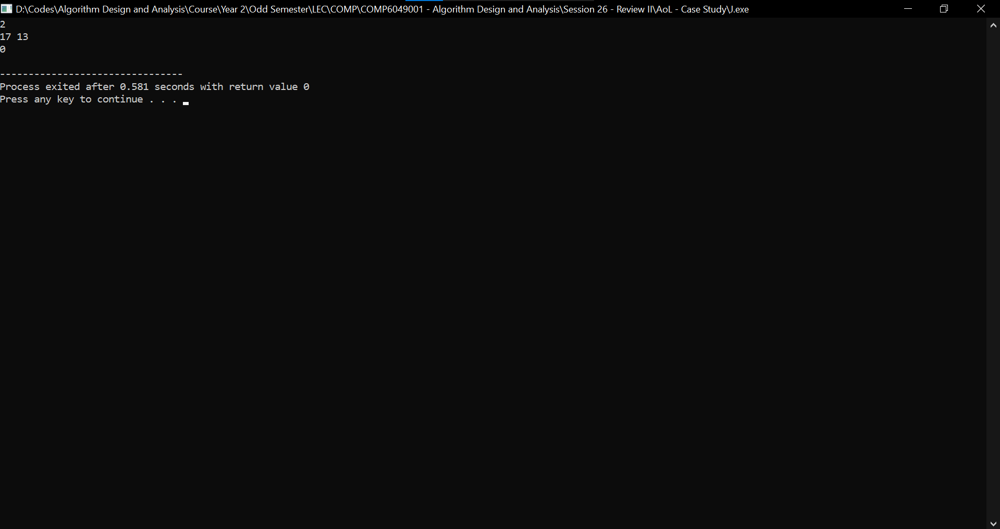 D:\Codes\Algorithm Design and Analysis\Course\Year 2\Odd Semester\LEC\COMP\COMP6049001 - Algorithm Design and Analysis\Session 26 - Review II\AoL - Case Study\J.exe
2
17 13
0
--------------------------------
Process exited after 0.581 seconds with return value 0
Press any key to continue . . .